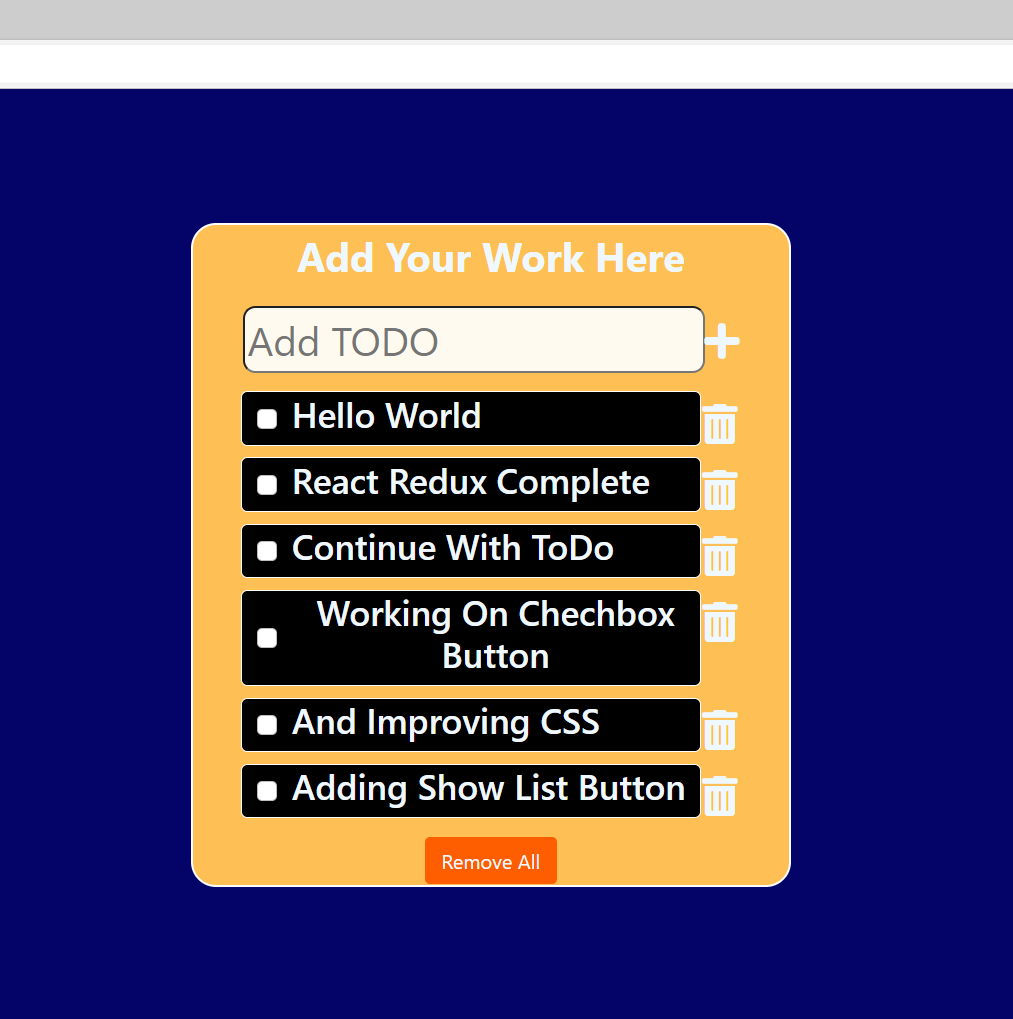 Add Your Work Here
Add TODO
Hello World
React Redux Complete
Continue With ToDo
Working On Chechbox
Button
And Improving CSS
Adding Show List Button
Remove All